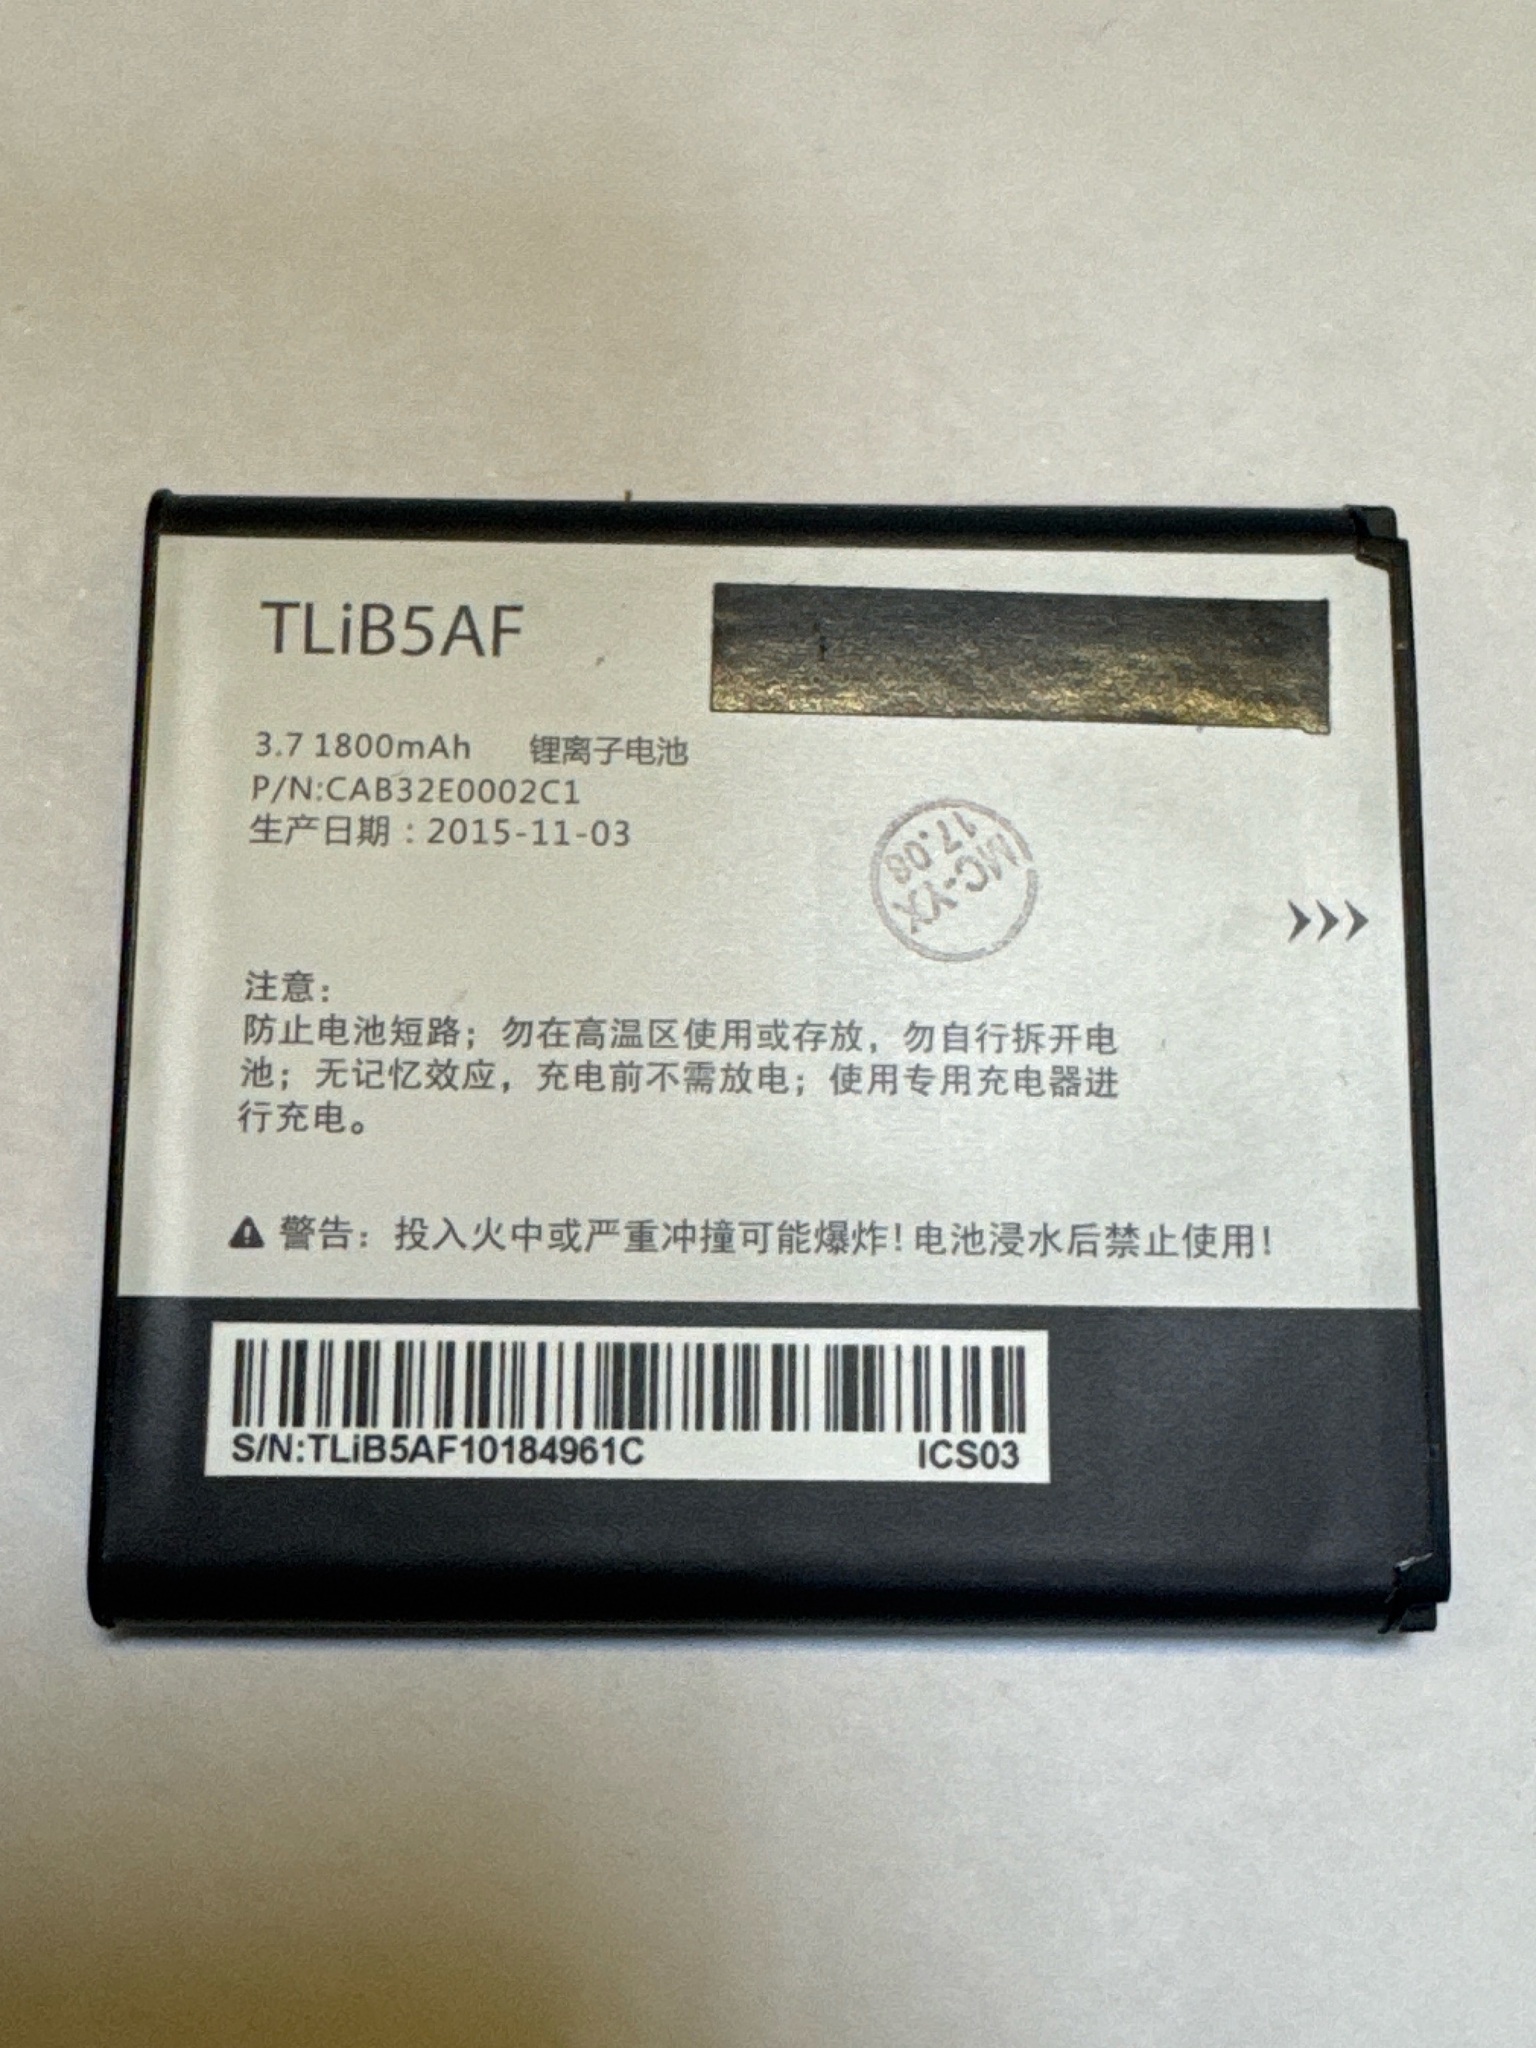 TLiB5AF
3.7 1800mAh 锂离子电池
P/N:CAB32E0002C1
生产日期：2015-11-03
MC-YX
17.08
注意：
防止电池短路；勿在高温区使用或存放，勿自行拆开电
池；无记忆效应，充电前不需放电；使用专用充电器进
行充电。
警告：投入火中或严重冲撞可能爆炸！电池浸水后禁止使用！
S/N:TLiB5AF10184961C ICS03